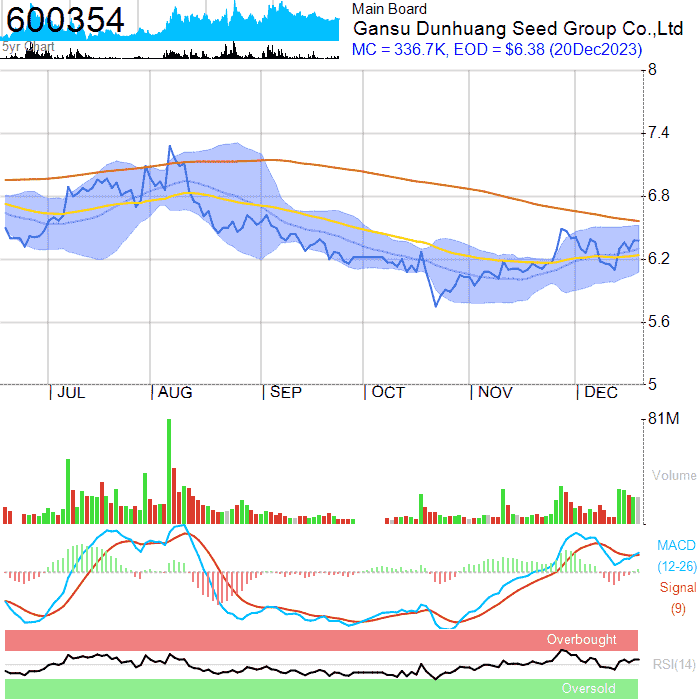 600354
5yr Chart
Main Board
Gansu Dunhuang Seed Group Co.,Ltd
MC = 336.7K, EOD = $6.38 (20Dec2023)
8
7.4
6.8
6.2
5.6
5
JUL AUG SEP OCT NOV DEC
81M
Volume
MACD
(12-26)
Signal
(9)
Overbought
RSI(14)
Oversold